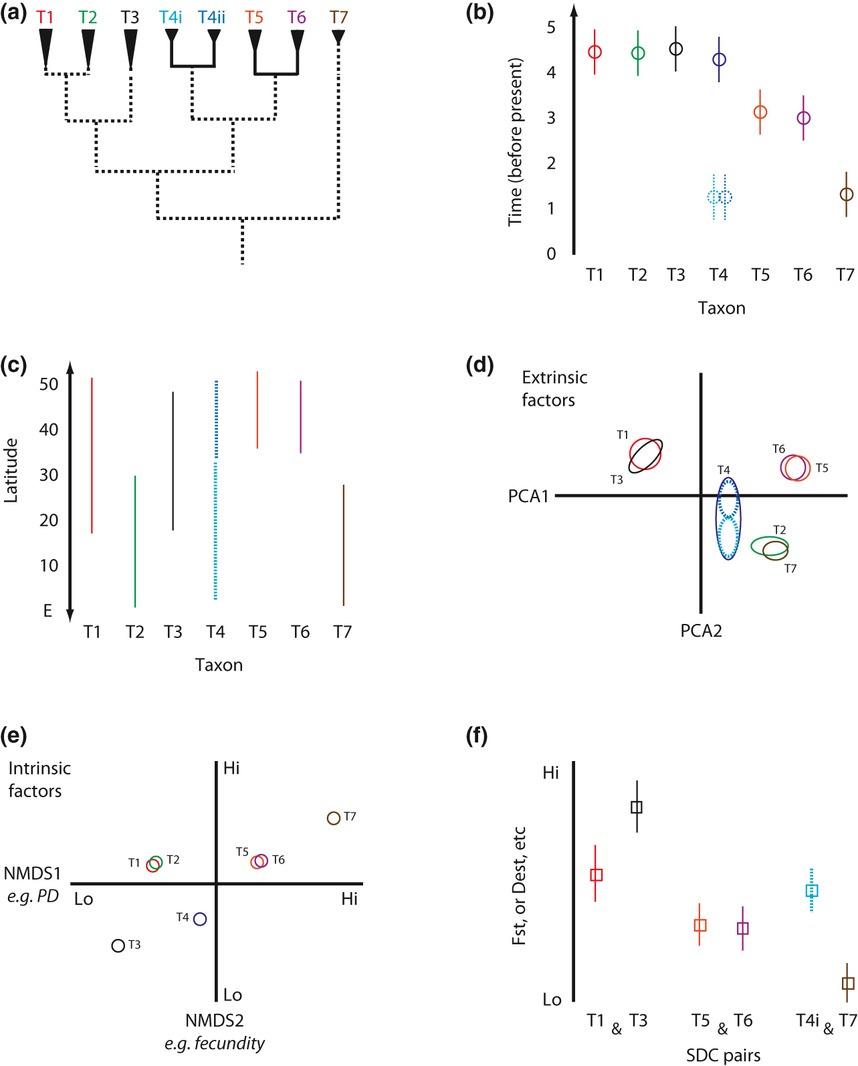 (a)
T1 T2 T3 T4i T4ii T5 T6 T7
(b)
5
4
3
2
1
0
Time (before present)
T1 T2 T3 T4 T5 T6 T7
Taxon
(c)
50
40
30
20
10
E
Latitude
T1 T2 T3 T4 T5 T6 T7
Taxon
(d)
Extrinsic
factors
T1
T3
T4
T6
T5
PCA1
T2
T7
PCA2
(e)
Intrinsic
factors
Hi
T7
T1 T2
T5 T6
NMDS1
e.g. PD
Lo
Hi
T4
T3
Lo
NMDS2
e.g. fecundity
(f)
Hi
Fst, or Dest, etc
Lo
T1 & T3 T5 & T6 T4i & T7
SDC pairs